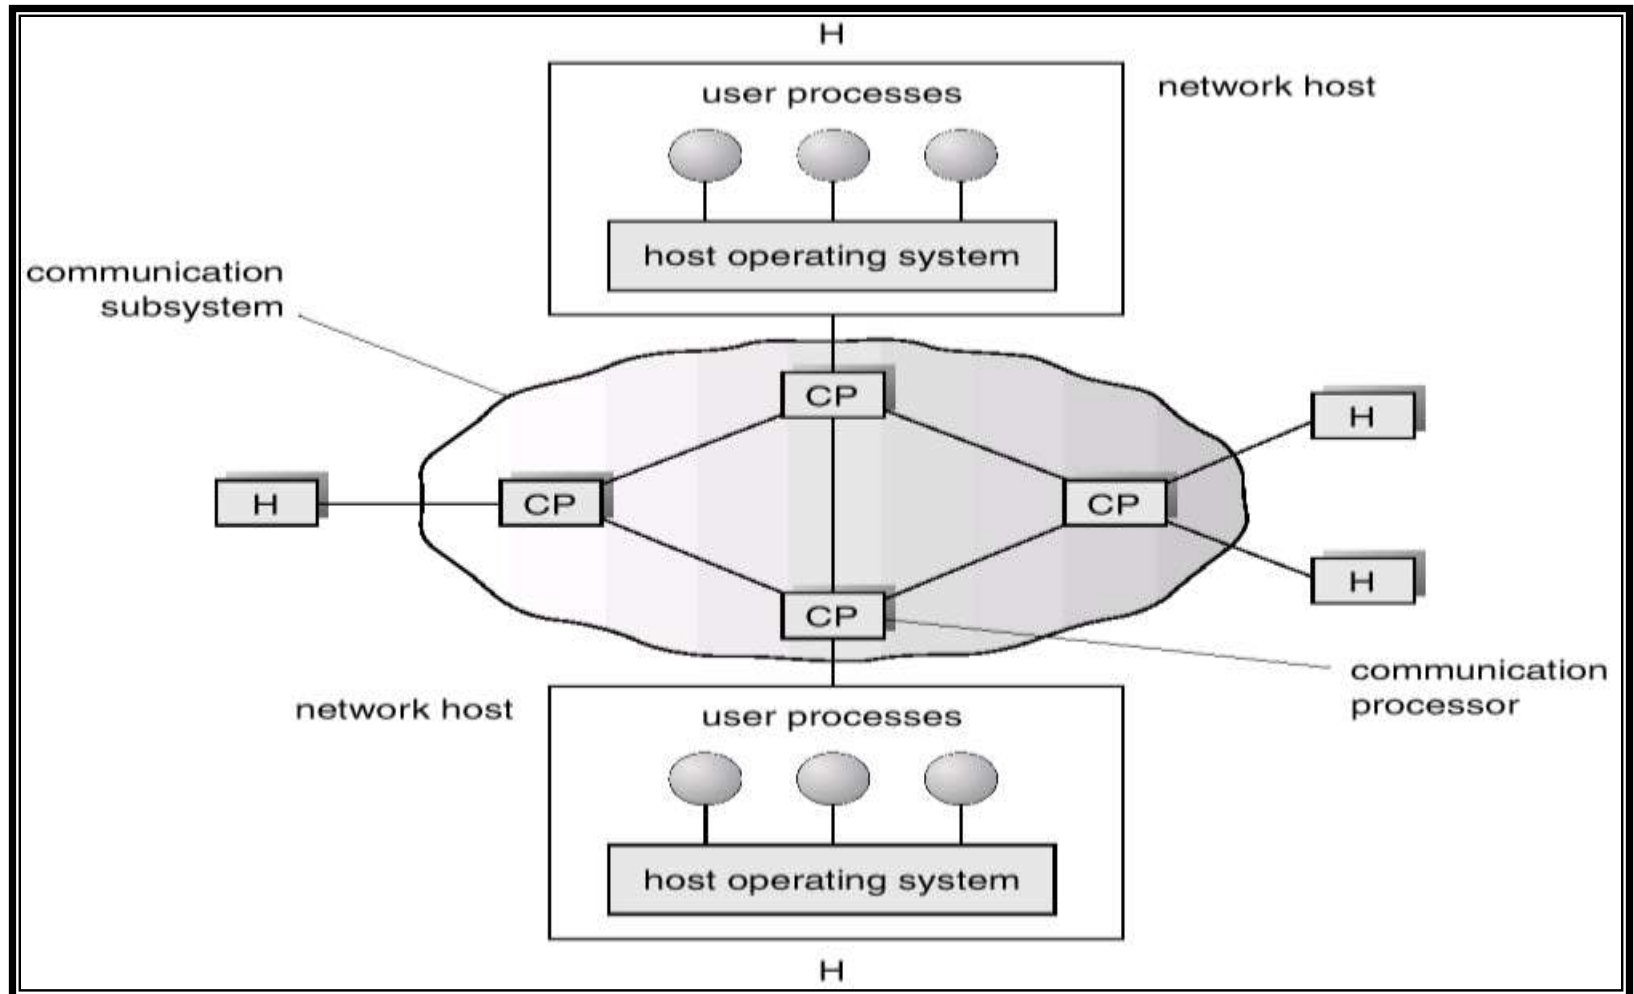 H
user processes
network host
host operating system
communication
subsystem
CP
H
H
CP
CP
H
CP
communication
processor
network host
user processes
host operating system
H